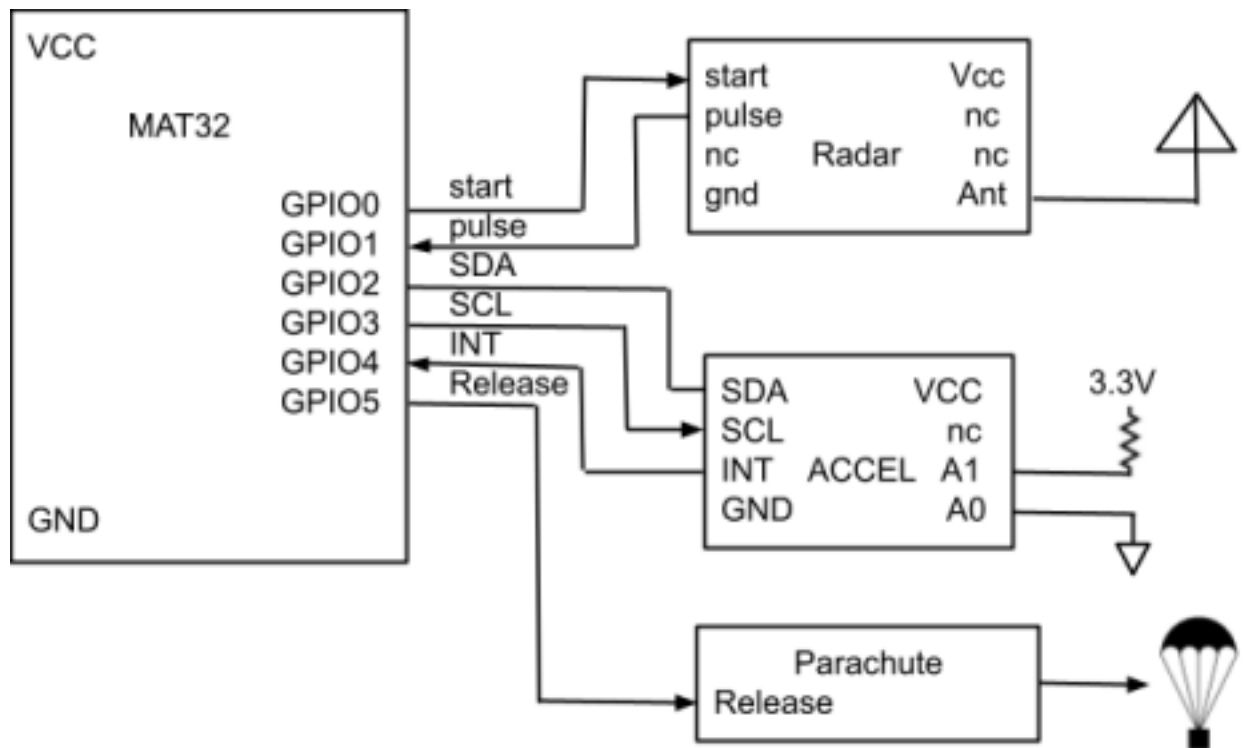 VCC
MAT32
GPIO0
GPIO1
GPIO2
GPIO3
GPIO4
GPIO5
GND
start
pulse
SDA
SCL
INT
Release
start Vcc
pulse nc
nc Radar nc
gnd Ant
SDA VCC
SCL nc
INT ACCEL A1
GND A0
3.3V
Parachute
Release